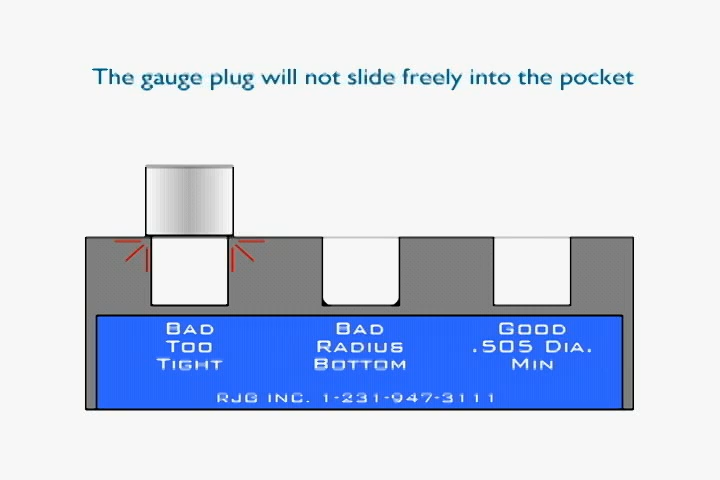 The gauge plug will not slide freely into the pocket
Bad
Too
Tight
Bad
Radius
Bottom
Good
.505 Dia.
Min
RJG Inc. 1-231-947-3111